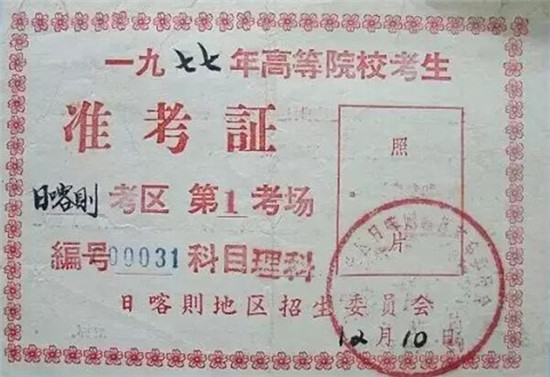 一九七七年高等院校考生
准考証
照
日喀則考区 第1考场
片
編号00031科目理科
日喀則地区招生委員会
12月10日